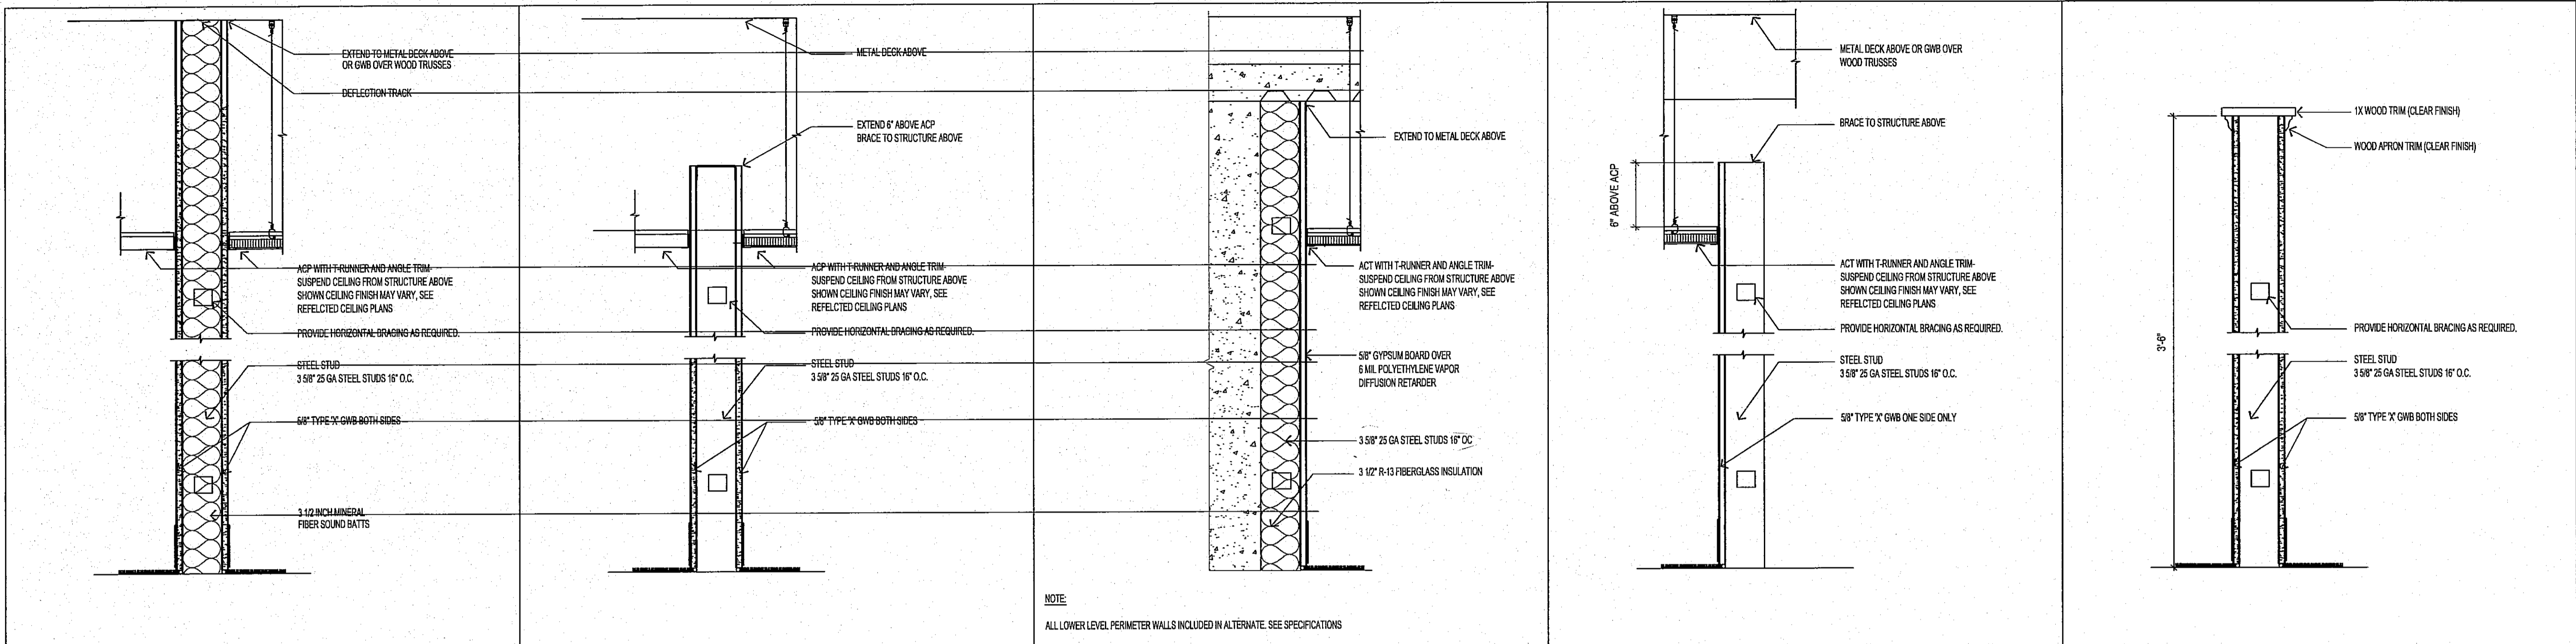 EXTEND TO METAL DECK ABOVE
OR GWB OVER WOOD TRUSSES
DEFLECTION TRACK
ACP WITH T-RUNNER AND ANGLE TRIM-
SUSPEND CEILING FROM STRUCTURE ABOVE
SHOWN CEILING FINISH MAY VARY, SEE
REFELCTED CEILING PLANS
PROVIDE HORIZONTAL BRACING AS REQUIRED.
STEEL STUD
3 5/8" 25 GA STEEL STUDS 16" O.C.
5/8" TYPE 'X' GWB BOTH SIDES
3 1/2 INCH MINERAL
FIBER SOUND BATTS
METAL DECK ABOVE
EXTEND 6" ABOVE ACP
BRACE TO STRUCTURE ABOVE
ACP WITH T-RUNNER AND ANGLE TRIM-
SUSPEND CEILING FROM STRUCTURE ABOVE
SHOWN CEILING FINISH MAY VARY, SEE
REFELCTED CEILING PLANS
PROVIDE HORIZONTAL BRACING AS REQUIRED.
STEEL STUD
3 5/8" 25 GA STEEL STUDS 16" O.C.
5/8" TYPE 'X' GWB BOTH SIDES
EXTEND TO METAL DECK ABOVE
ACT WITH T-RUNNER AND ANGLE TRIM-
SUSPEND CEILING FROM STRUCTURE ABOVE
SHOWN CEILING FINISH MAY VARY, SEE
REFELCTED CEILING PLANS
5/8" GYPSUM BOARD OVER
6 MIL POLYETHYLENE VAPOR
DIFFUSION RETARDER
3 5/8" 25 GA STEEL STUDS 16" OC
3 1/2" R-13 FIBERGLASS INSULATION
NOTE:
ALL LOWER LEVEL PERIMETER WALLS INCLUDED IN ALTERNATE. SEE SPECIFICATIONS
METAL DECK ABOVE OR GWB OVER
WOOD TRUSSES
BRACE TO STRUCTURE ABOVE
6" ABOVE ACP
ACT WITH T-RUNNER AND ANGLE TRIM-
SUSPEND CEILING FROM STRUCTURE ABOVE
SHOWN CEILING FINISH MAY VARY, SEE
REFELCTED CEILING PLANS
PROVIDE HORIZONTAL BRACING AS REQUIRED.
STEEL STUD
3 5/8" 25 GA STEEL STUDS 16" O.C.
5/8" TYPE 'X' GWB ONE SIDE ONLY
1X WOOD TRIM (CLEAR FINISH)
WOOD APRON TRIM (CLEAR FINISH)
3'-6"
PROVIDE HORIZONTAL BRACING AS REQUIRED.
STEEL STUD
3 5/8" 25 GA STEEL STUDS 16" O.C.
5/8" TYPE 'X' GWB BOTH SIDES